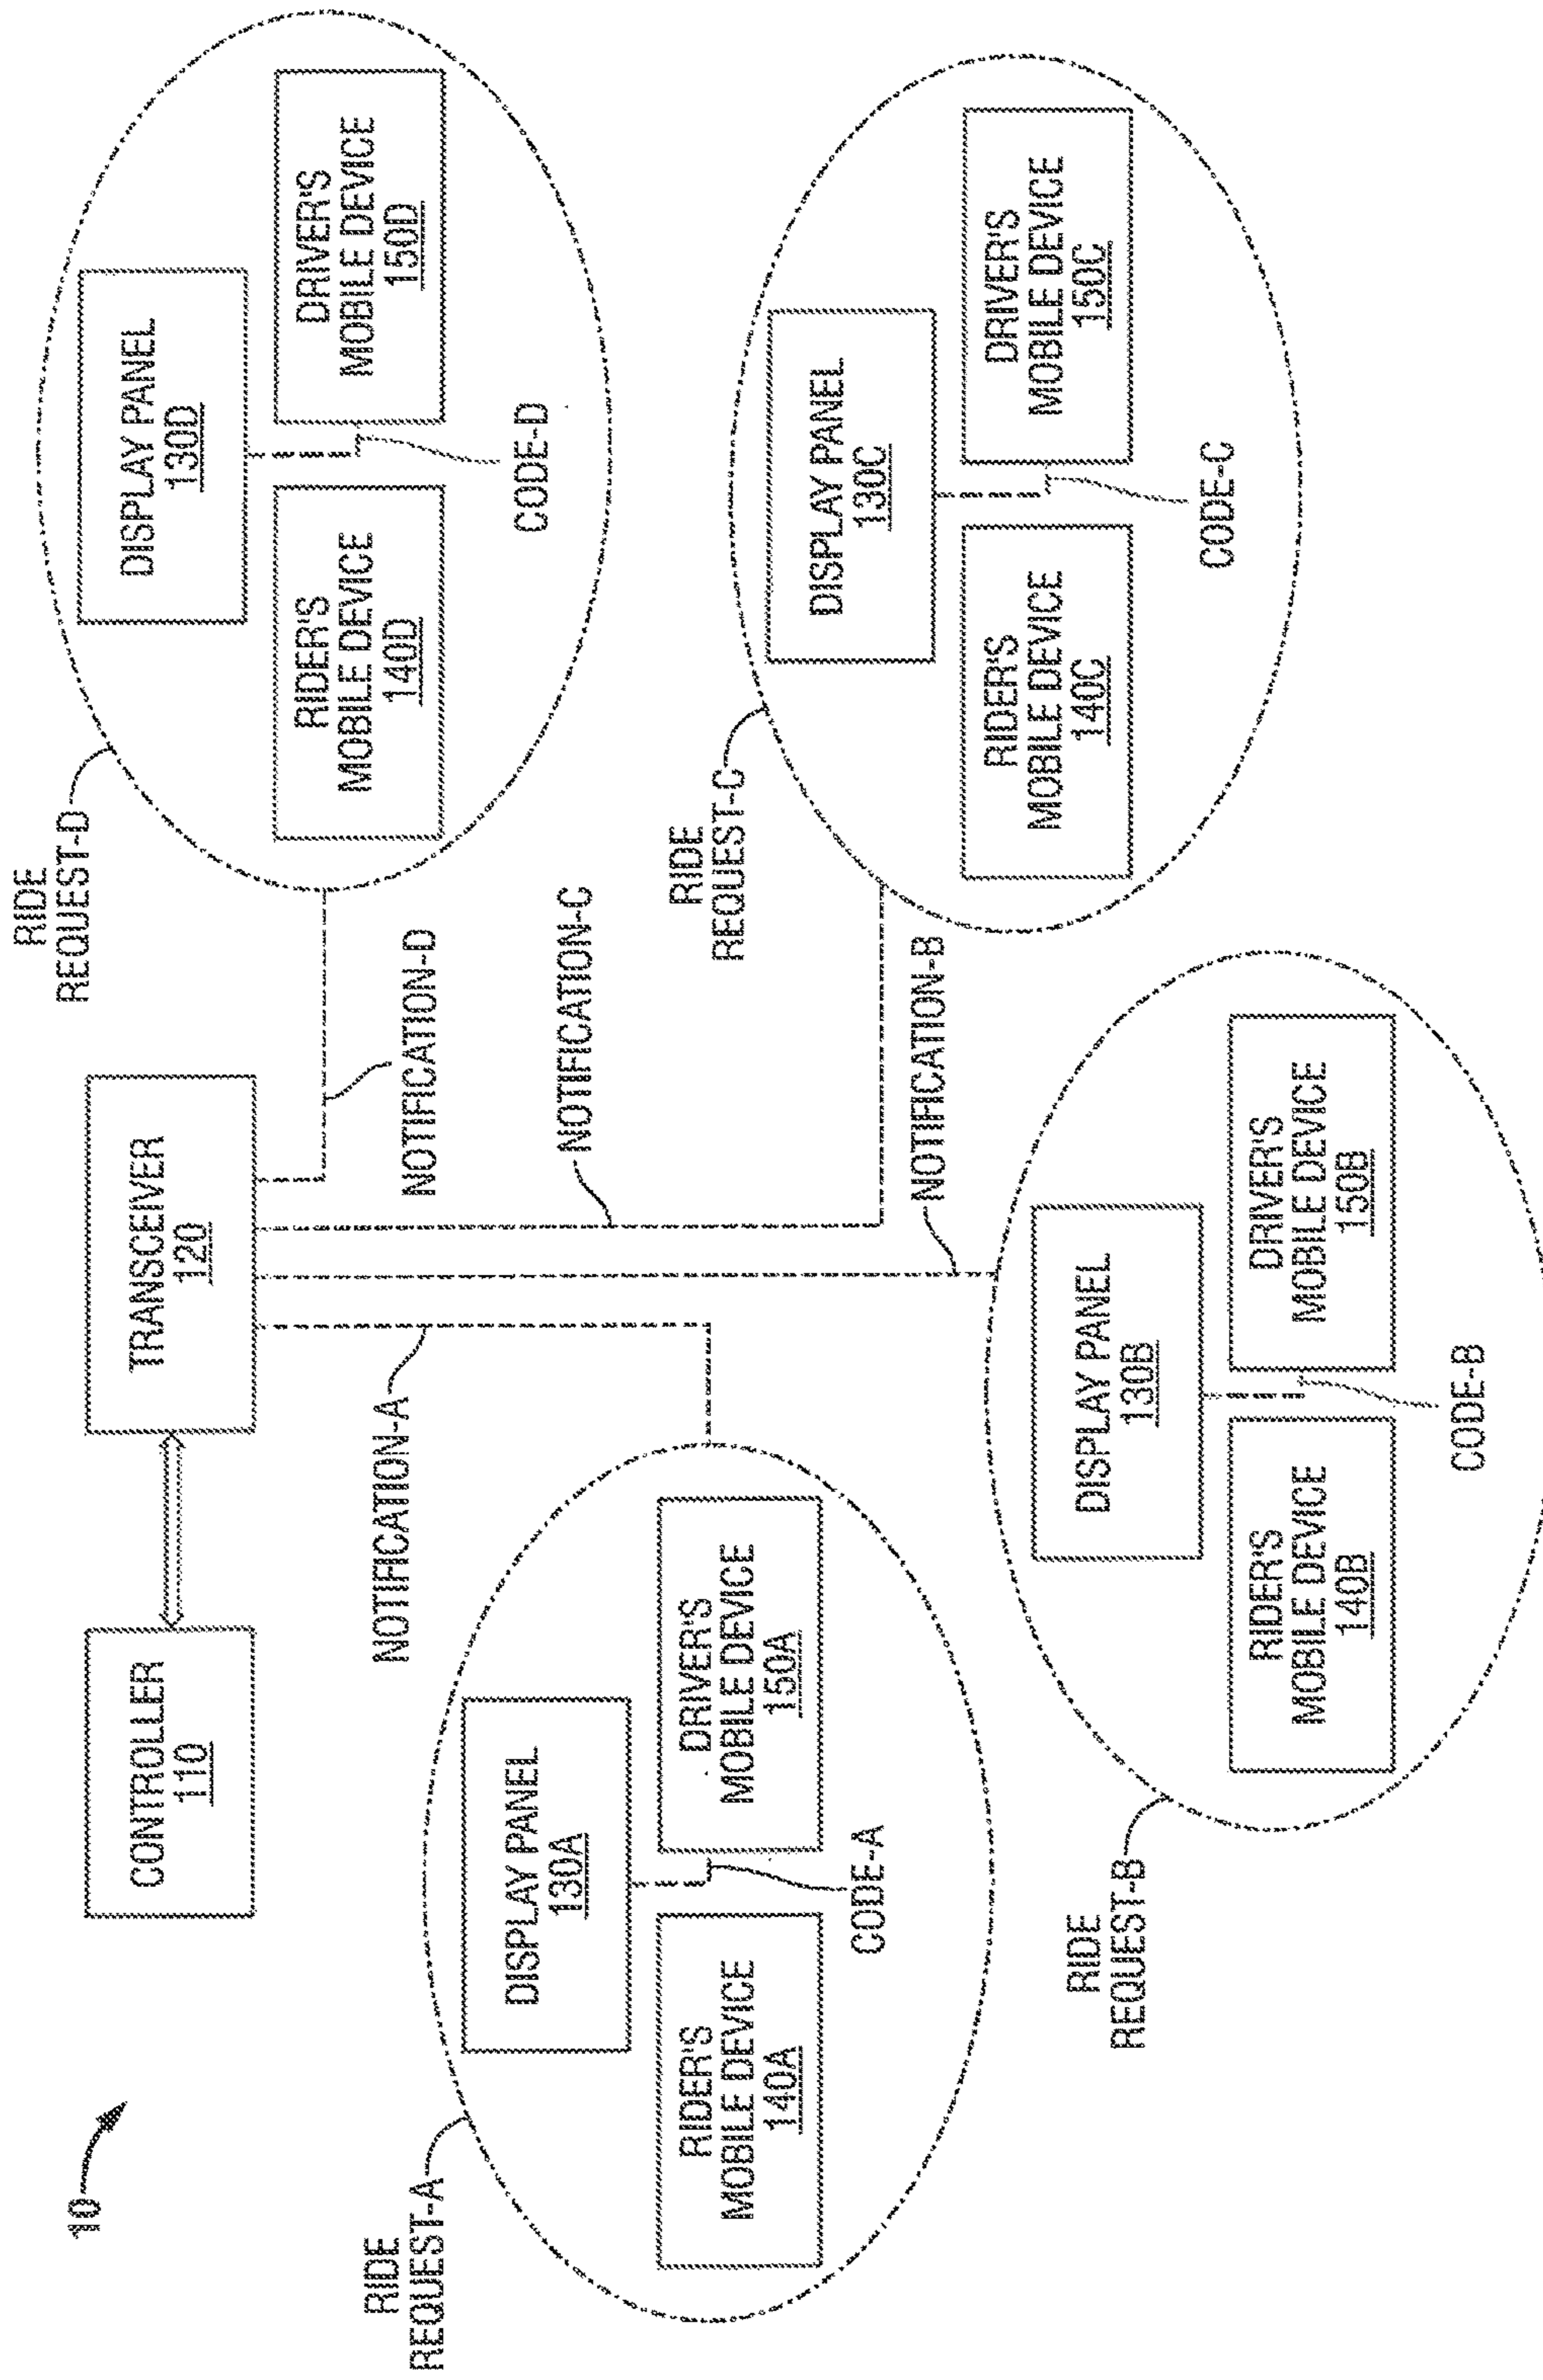 10
CONTROLLER
110
TRANSCEIVER
120
RIDE
REQUEST-A
DISPLAY PANEL
130A
RIDER'S
MOBILE DEVICE
140A
DRIVER'S
MOBILE DEVICE
150A
CODE-A
NOTIFICATION-A
RIDE
REQUEST-B
DISPLAY PANEL
130B
RIDER'S
MOBILE DEVICE
140B
DRIVER'S
MOBILE DEVICE
150B
CODE-B
NOTIFICATION-B
RIDE
REQUEST-C
DISPLAY PANEL
130C
RIDER'S
MOBILE DEVICE
140C
DRIVER'S
MOBILE DEVICE
150C
CODE-C
NOTIFICATION-C
RIDE
REQUEST-D
DISPLAY PANEL
130D
RIDER'S
MOBILE DEVICE
140D
DRIVER'S
MOBILE DEVICE
150D
CODE-D
NOTIFICATION-D